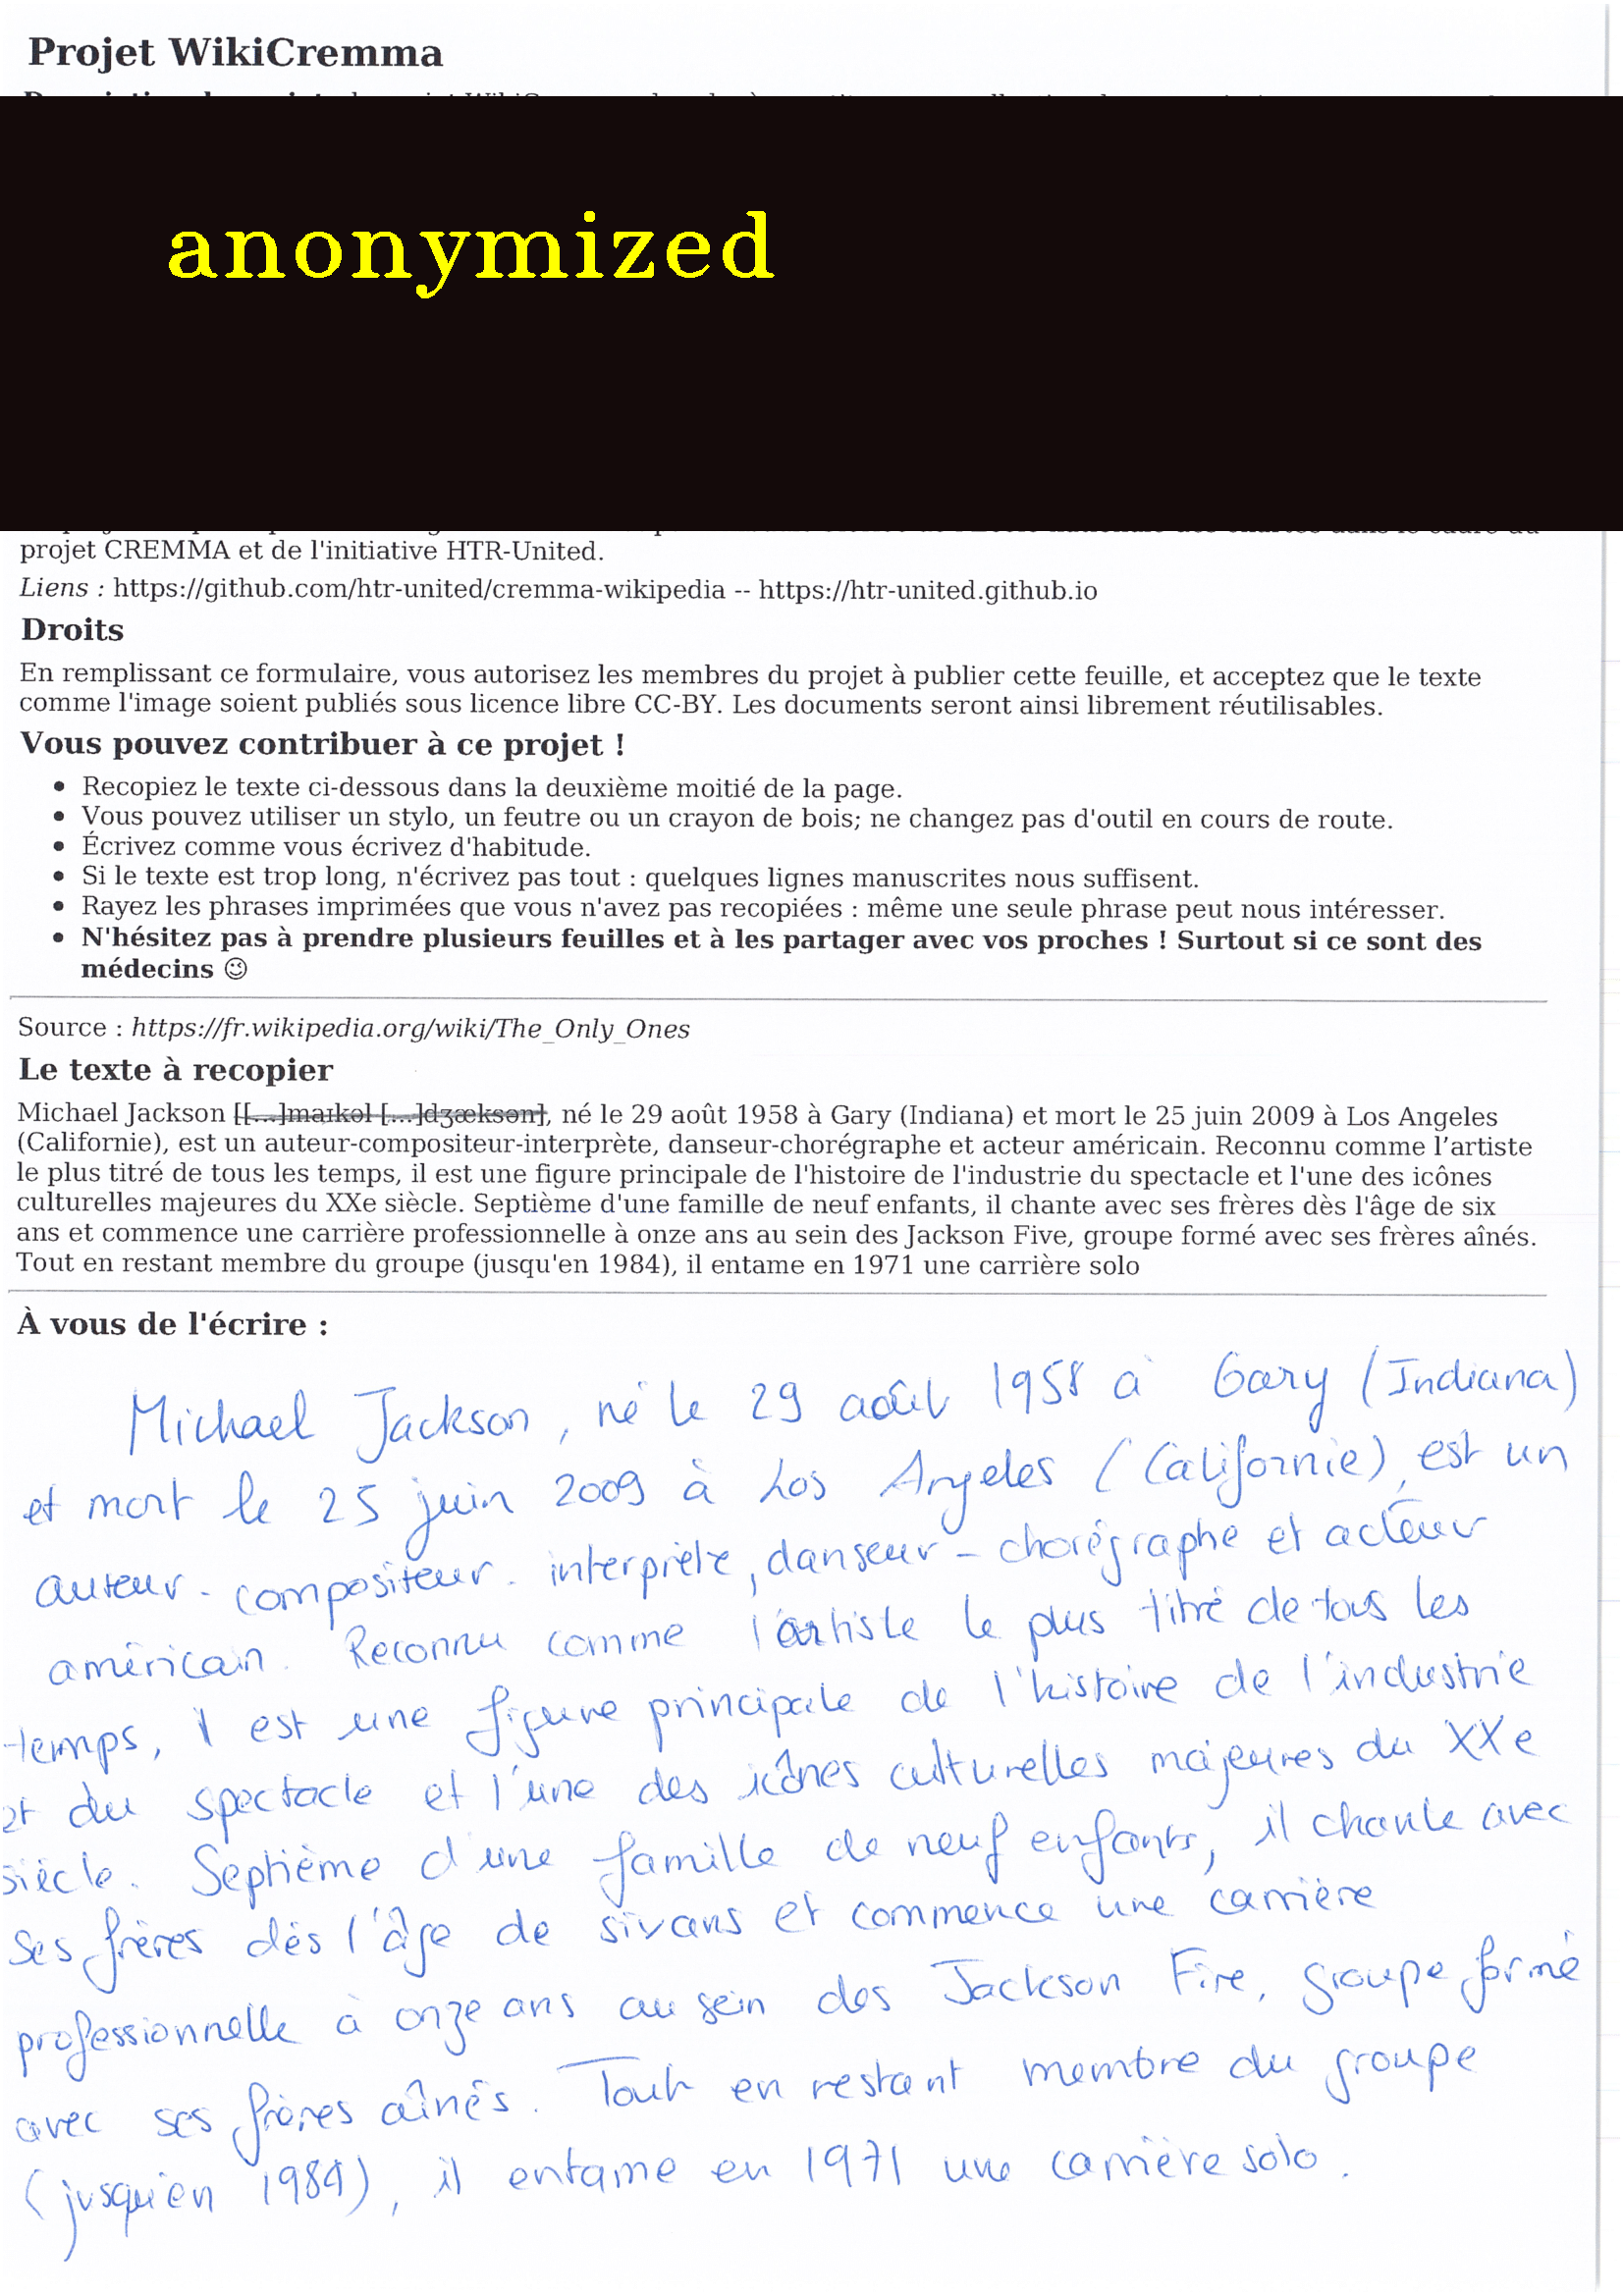 Projet WikiCremma
anonymized
projet CREMMA et de l'initiative HTR-United.
Liens : https://github.com/htr-united/cremma-wikipedia -- https://htr-united.github.io
Droits
En remplissant ce formulaire, vous autorisez les membres du projet à publier cette feuille, et acceptez que le texte
comme l'image soient publiés sous licence libre CC-BY. Les documents seront ainsi librement réutilisables.
Vous pouvez contribuer à ce projet !
• Recopiez le texte ci-dessous dans la deuxième moitié de la page.
• Vous pouvez utiliser un stylo, un feutre ou un crayon de bois; ne changez pas d'outil en cours de route.
• Écrivez comme vous écrivez d'habitude.
• Si le texte est trop long, n'écrivez pas tout : quelques lignes manuscrites nous suffisent.
• Rayez les phrases imprimées que vous n'avez pas recopiées : même une seule phrase peut nous intéresser.
• N'hésitez pas à prendre plusieurs feuilles et à les partager avec vos proches ! Surtout si ce sont des
médecins ☺
Source : https://fr.wikipedia.org/wiki/The_Only_Ones
Le texte à recopier
Michael Jackson [[...]maɪkəl [...]dʒæksən], né le 29 août 1958 à Gary (Indiana) et mort le 25 juin 2009 à Los Angeles
(Californie), est un auteur-compositeur-interprète, danseur-chorégraphe et acteur américain. Reconnu comme l’artiste
le plus titré de tous les temps, il est une figure principale de l'histoire de l'industrie du spectacle et l'une des icônes
culturelles majeures du XXe siècle. Septième d'une famille de neuf enfants, il chante avec ses frères dès l'âge de six
ans et commence une carrière professionnelle à onze ans au sein des Jackson Five, groupe formé avec ses frères aînés.
Tout en restant membre du groupe (jusqu'en 1984), il entame en 1971 une carrière solo
À vous de l'écrire :
Michael Jackson, né le 29 août 1958 à Gary (Indiana)
et mort le 25 juin 2009 à Los Angeles (Californie), est un
auteur-compositeur-interprète, danseur-chorégraphe et acteur
américain. Reconnu comme l'artiste le plus titré de tous les
temps, il est une figure principale de l'histoire de l'industrie
et du spectacle et l'une des icônes culturelles majeures du XXe
siècle. Septième d'une famille de neuf enfants, il chante avec
ses frères dès l'âge de six ans et commence une carrière
professionnelle à onze ans au sein des Jackson Five, groupe formé
avec ses frères aînés. Tout en restant membre du groupe
(jusqu'en 1984), il entame en 1971 une carrière solo.